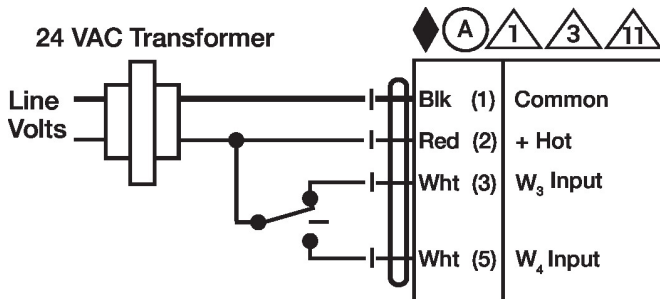 24 VAC Transformer
A 1 3 11
Line
Volts
Blk (1) Common
Red (2) + Hot
Wht (3) W₃ Input
Wht (5) W₄ Input